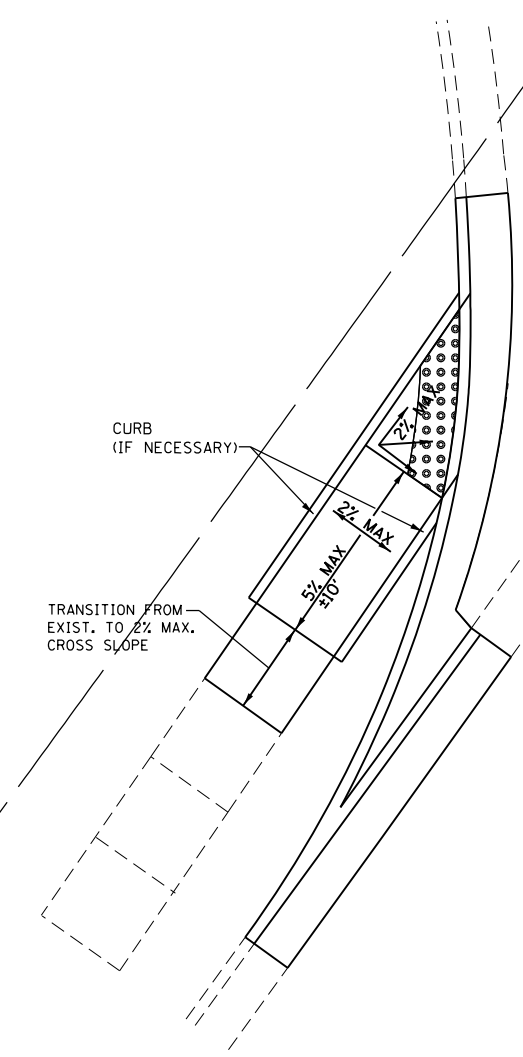 CURB
(IF NECESSARY)
2% MAX
2% MAX
5% MAX
±10'
TRANSITION FROM
EXIST. TO 2% MAX.
CROSS SLOPE